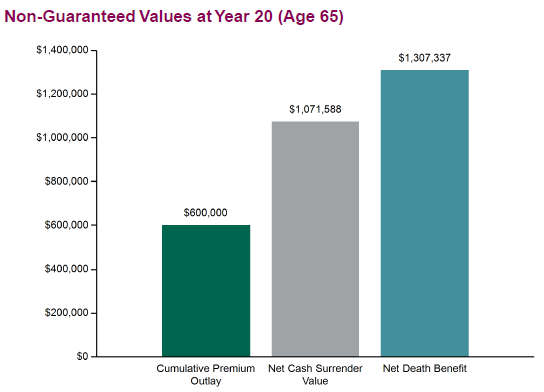 Non-Guaranteed Values at Year 20 (Age 65)
$1,400,000
$1,200,000
$1,000,000
$800,000
$600,000
$400,000
$200,000
$0
$600,000
$1,071,588
$1,307,337
Cumulative Premium
Outlay
Net Cash Surrender
Value
Net Death Benefit